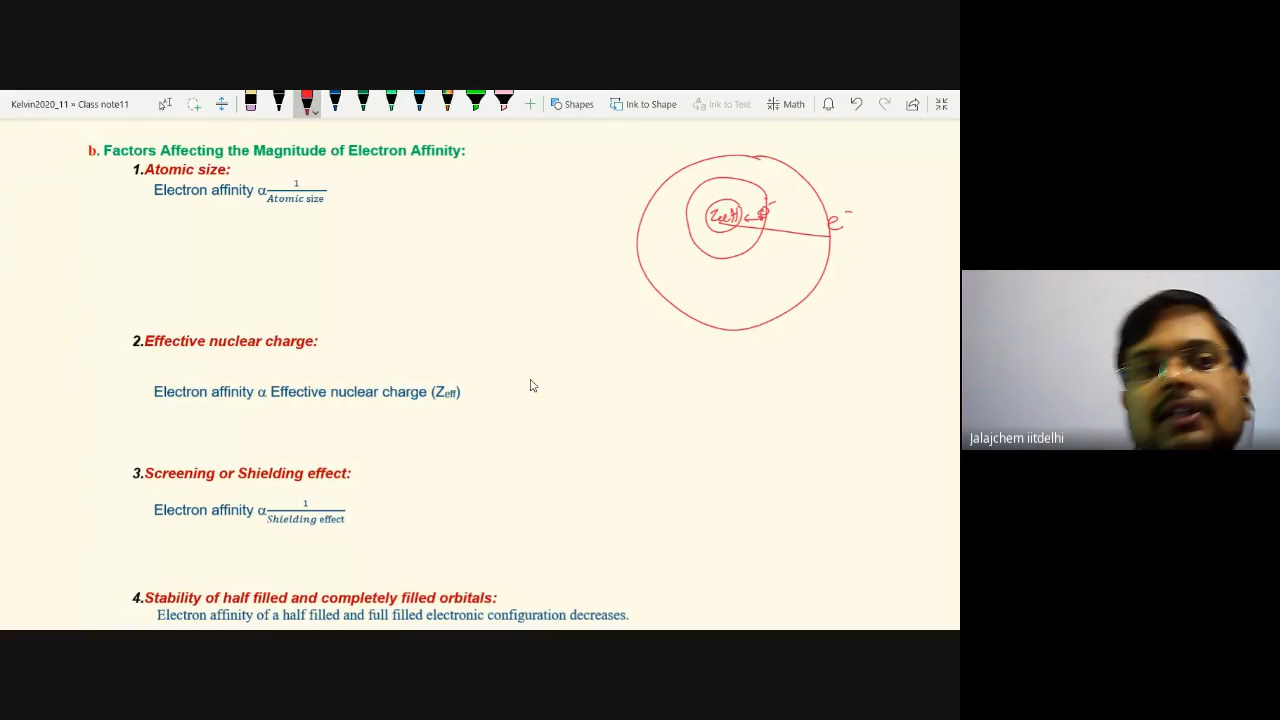 Kelvin2020_11 » Class note11
Shapes
Ink to Shape
Ink to Text
Math
b. Factors Affecting the Magnitude of Electron Affinity:
1.Atomic size:
Electron affinity α 1/Atomic size
Zeff
e⁻
e⁻
2.Effective nuclear charge:
Electron affinity α Effective nuclear charge (Zeff)
Jalajchem iitdelhi
3.Screening or Shielding effect:
Electron affinity α 1/Shielding effect
4.Stability of half filled and completely filled orbitals:
Electron affinity of a half filled and full filled electronic configuration decreases.